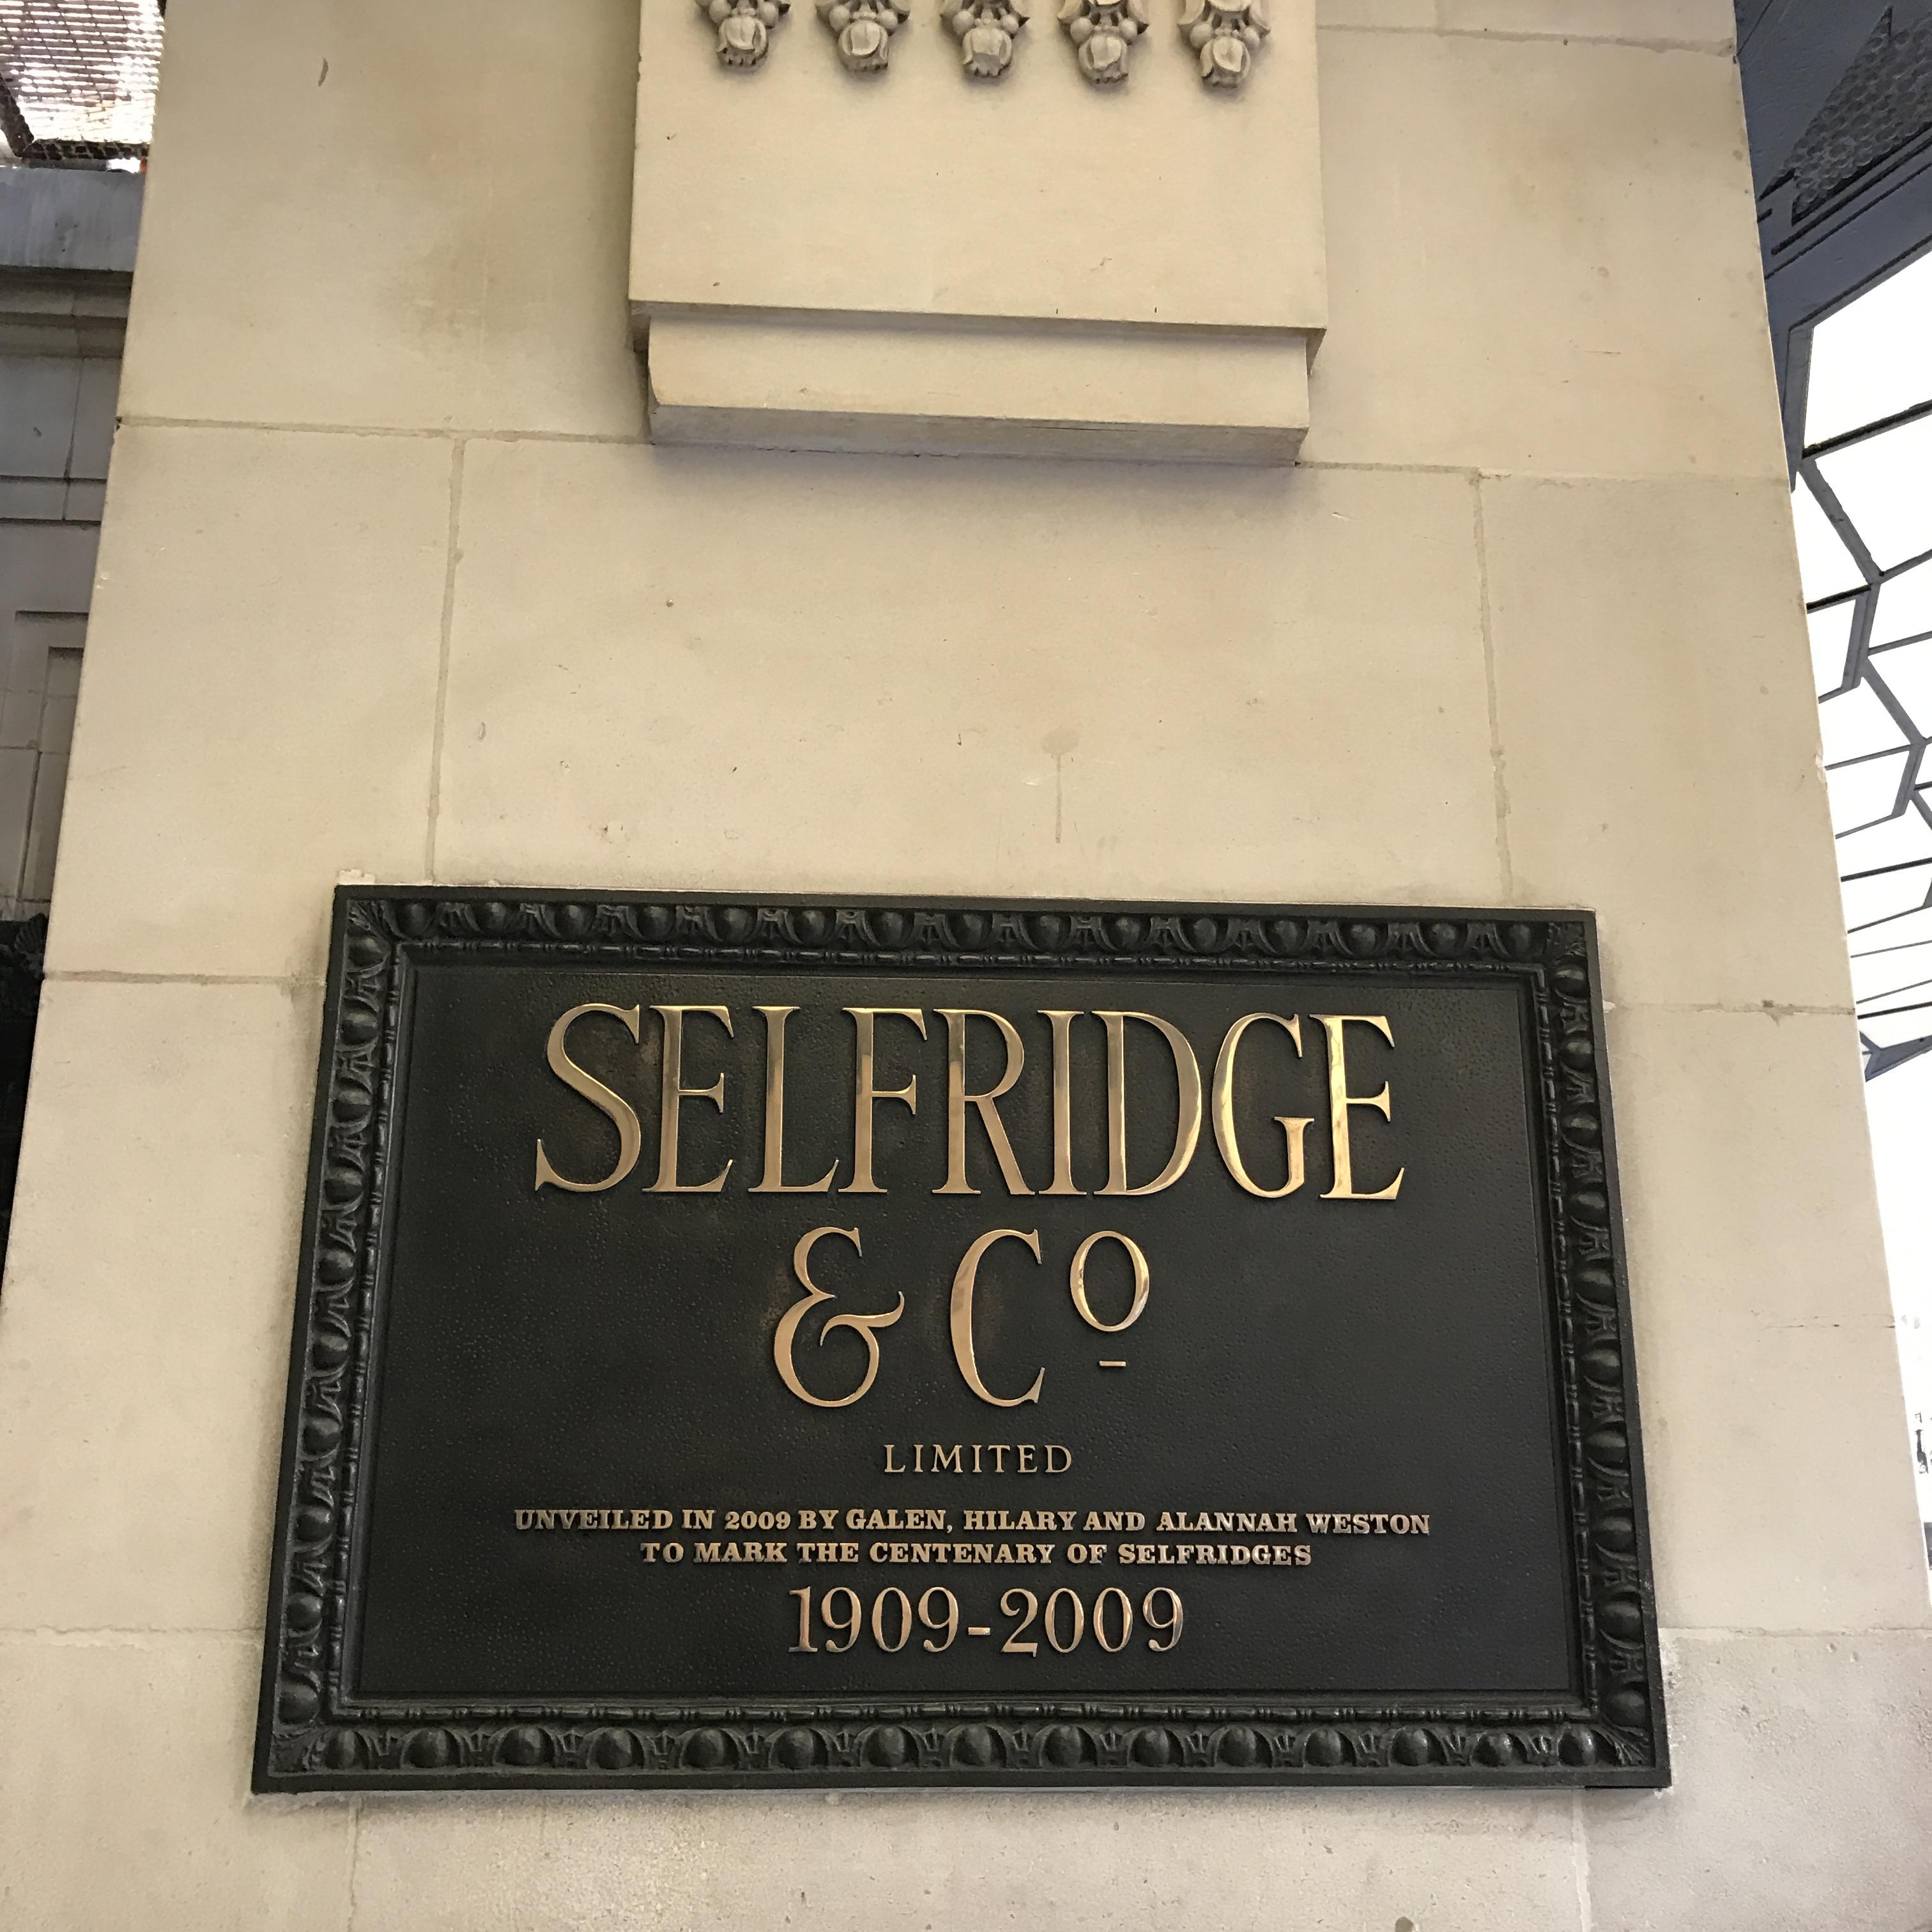 SELFRIDGE
& Cº
LIMITED
UNVEILED IN 2009 BY GALEN, HILARY AND ALANNAH WESTON
TO MARK THE CENTENARY OF SELFRIDGES
1909-2009